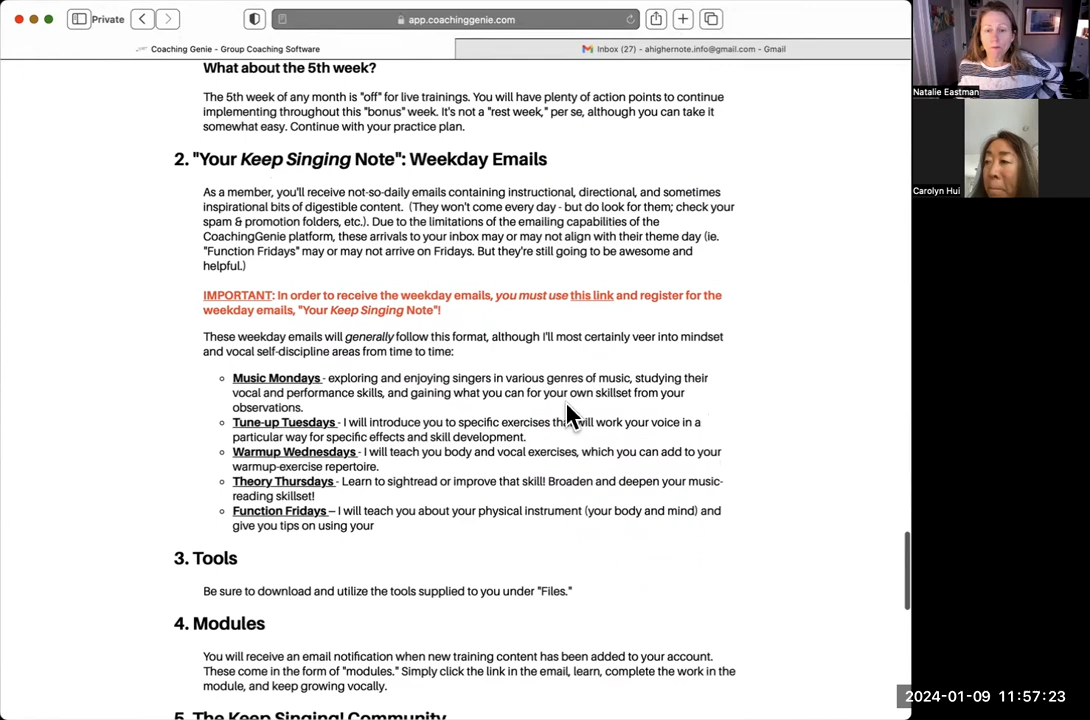 Private
app.coachinggenie.com
Coaching Genie - Group Coaching Software
Inbox (27) - ahighernote.info@gmail.com - Gmail
Natalie Eastman
Carolyn Hui
What about the 5th week?
The 5th week of any month is "off" for live trainings. You will have plenty of action points to continue
implementing throughout this "bonus" week. It's not a "rest week," per se, although you can take it
somewhat easy. Continue with your practice plan.
2. "Your Keep Singing Note": Weekday Emails
As a member, you'll receive not-so-daily emails containing instructional, directional, and sometimes
inspirational bits of digestible content. (They won't come every day - but do look for them; check your
spam & promotion folders, etc.). Due to the limitations of the emailing capabilities of the
CoachingGenie platform, these arrivals to your inbox may or may not align with their theme day (ie.
"Function Fridays" may or may not arrive on Fridays. But they're still going to be awesome and
helpful.)
IMPORTANT: In order to receive the weekday emails, you must use this link and register for the
weekday emails, "Your Keep Singing Note"!
These weekday emails will generally follow this format, although I'll most certainly veer into mindset
and vocal self-discipline areas from time to time:
Music Mondays - exploring and enjoying singers in various genres of music, studying their
vocal and performance skills, and gaining what you can for your own skillset from your
observations.
Tune-up Tuesdays - I will introduce you to specific exercises will work your voice in a
particular way for specific effects and skill development.
Warmup Wednesdays - I will teach you body and vocal exercises, which you can add to your
warmup-exercise repertoire.
Theory Thursdays - Learn to sightread or improve that skill! Broaden and deepen your music-
reading skillset!
Function Fridays – I will teach you about your physical instrument (your body and mind) and
give you tips on using your
3. Tools
Be sure to download and utilize the tools supplied to you under "Files."
4. Modules
You will receive an email notification when new training content has been added to your account.
These come in the form of "modules." Simply click the link in the email, learn, complete the work in the
module, and keep growing vocally.
5. The Keep Singing! Community
2024-01-09 11:57:23